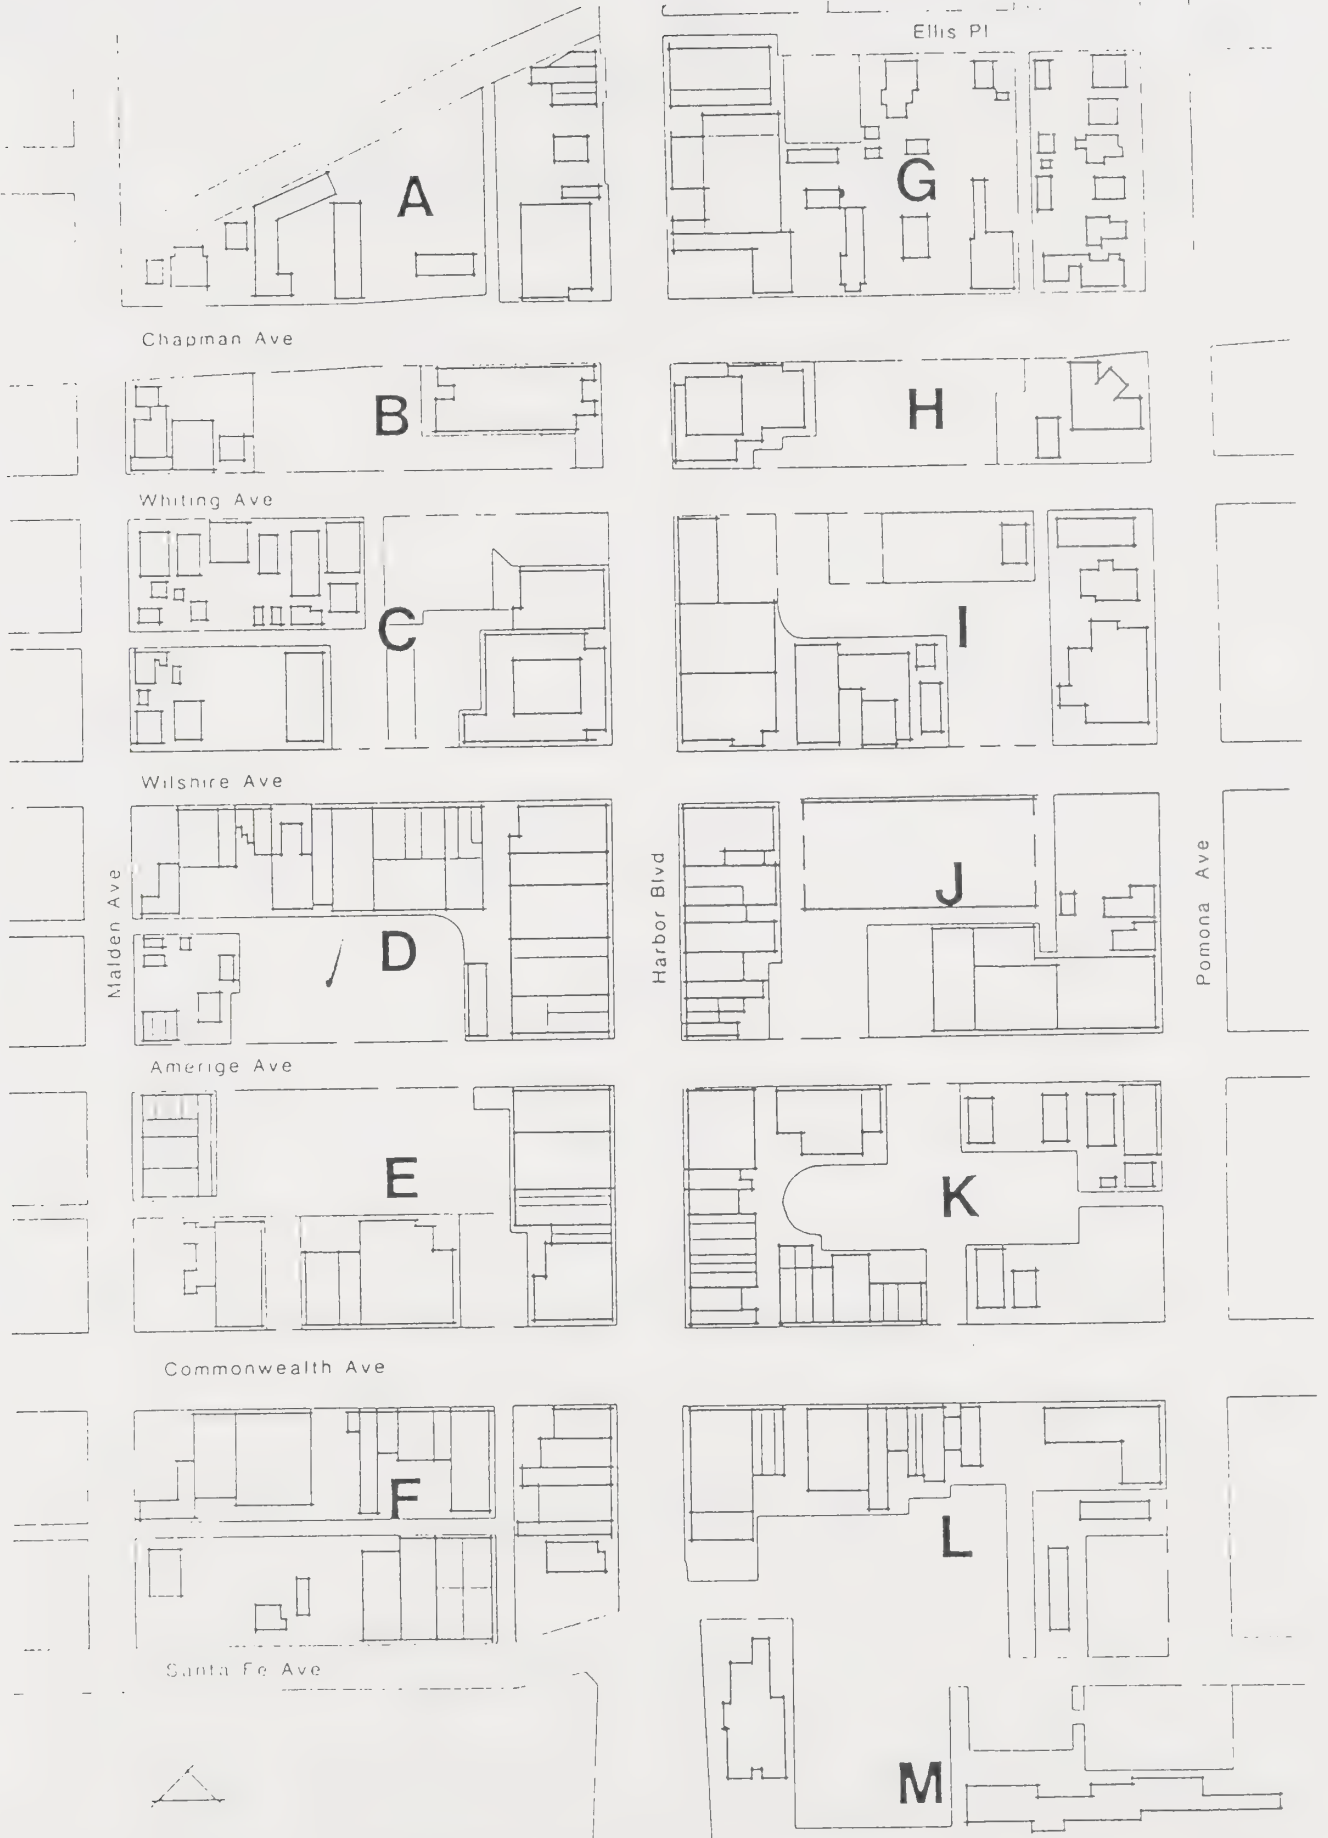 Ellis Pl
A
G
Chapman Ave
B
H
Whiting Ave
C
I
Wilshire Ave
Malden Ave
Harbor Blvd
Pomona Ave
J
D
Amerige Ave
E
K
Commonwealth Ave
F
L
Santa Fe Ave
M